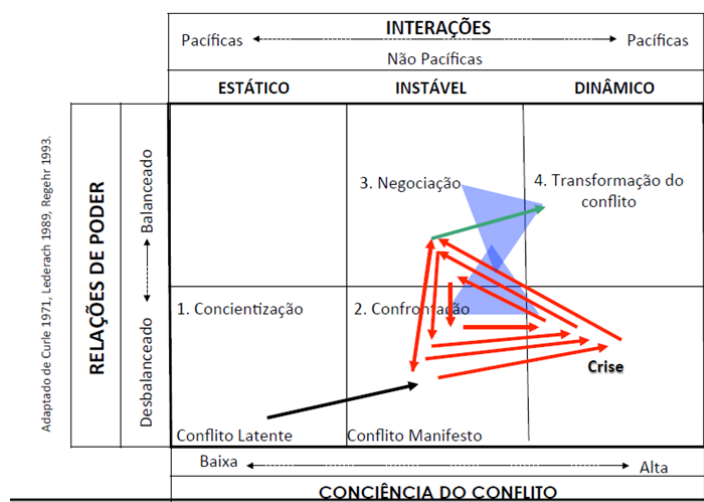 INTERAÇÕES
Pacíficas
Pacíficas
Não Pacíficas
ESTÁTICO
INSTÁVEL
DINÂMICO
Adaptado de Curle 1971, Lederach 1989, Regehr 1993.
RELAÇÕES DE PODER
Balanceado
Desbalanceado
3. Negociação
4. Transformação do
conflito
1. Concientização
2. Confrontação
Crise
Conflito Latente
Conflito Manifesto
Baixa
Alta
CONCIÊNCIA DO CONFLITO